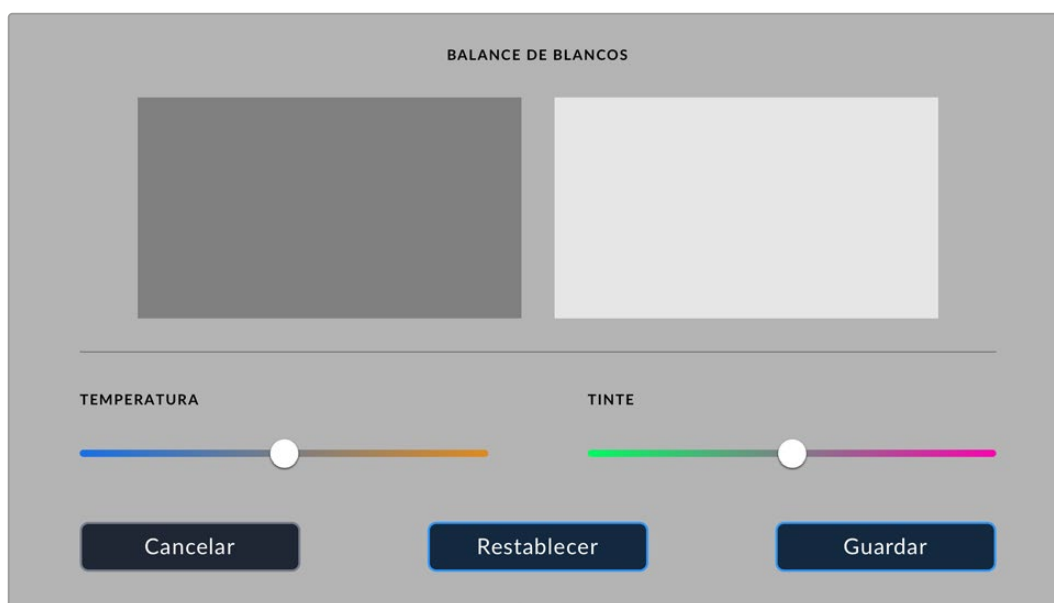 BALANCE DE BLANCOS
TEMPERATURA
TINTE
Cancelar
Restablecer
Guardar